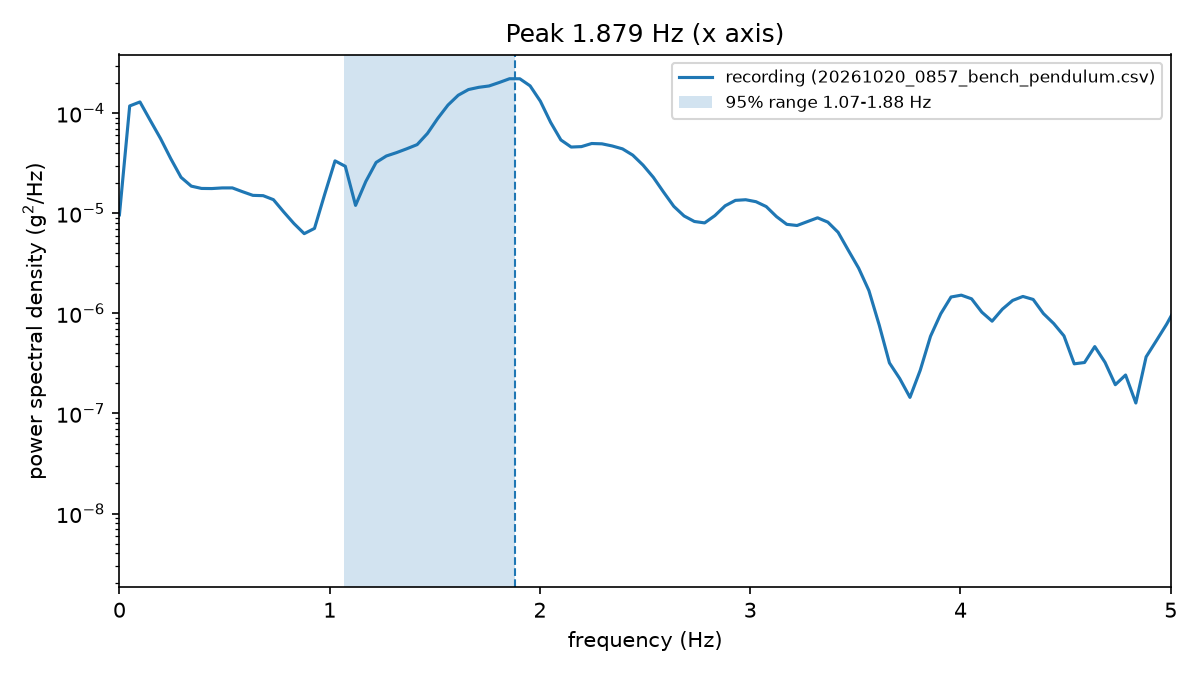 Peak 1.879 Hz (x axis)
recording (20261020_0857_bench_pendulum.csv)
95% range 1.07-1.88 Hz
power spectral density (g²/Hz)
10⁻⁴
10⁻⁵
10⁻⁶
10⁻⁷
10⁻⁸
0 1 2 3 4 5
frequency (Hz)